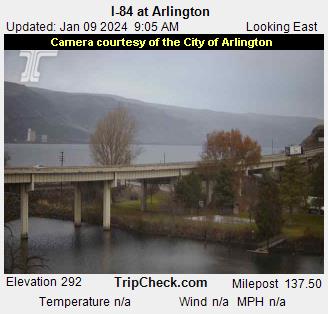 I-84 at Arlington
Updated: Jan 09 2024 9:05 AM Looking East
Camera courtesy of the City of Arlington
Elevation 292 TripCheck.com Milepost 137.50
Temperature n/a Wind n/a MPH n/a